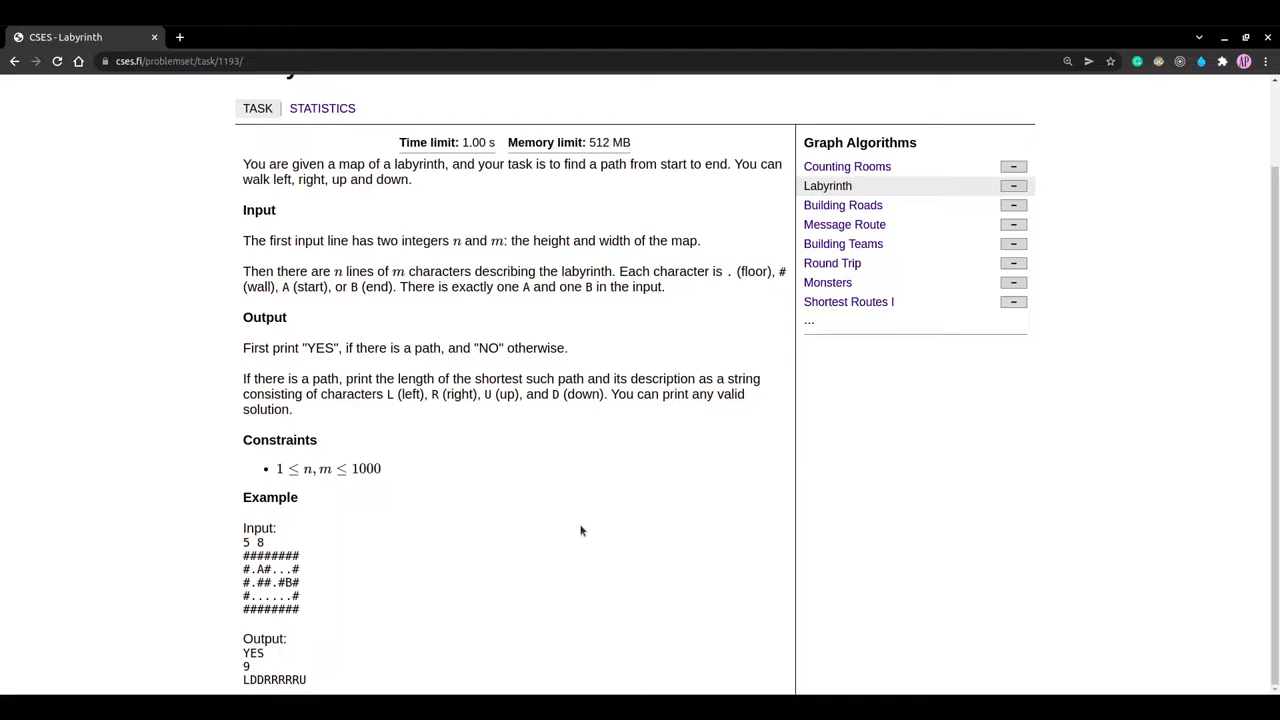 CSES - Labyrinth
cses.fi/problemset/task/1193/
AP
TASK
STATISTICS
Time limit: 1.00 s Memory limit: 512 MB
You are given a map of a labyrinth, and your task is to find a path from start to end. You can
walk left, right, up and down.
Input
The first input line has two integers n and m: the height and width of the map.
Then there are n lines of m characters describing the labyrinth. Each character is . (floor), #
(wall), A (start), or B (end). There is exactly one A and one B in the input.
Output
First print "YES", if there is a path, and "NO" otherwise.
If there is a path, print the length of the shortest such path and its description as a string
consisting of characters L (left), R (right), U (up), and D (down). You can print any valid
solution.
Constraints
• 1 ≤ n, m ≤ 1000
Example
Input:
5 8
########
#.A#...#
#.##.#B#
#......#
########
Output:
YES
9
LDDRRRRRU
Graph Algorithms
Counting Rooms
Labyrinth
Building Roads
Message Route
Building Teams
Round Trip
Monsters
Shortest Routes I
...